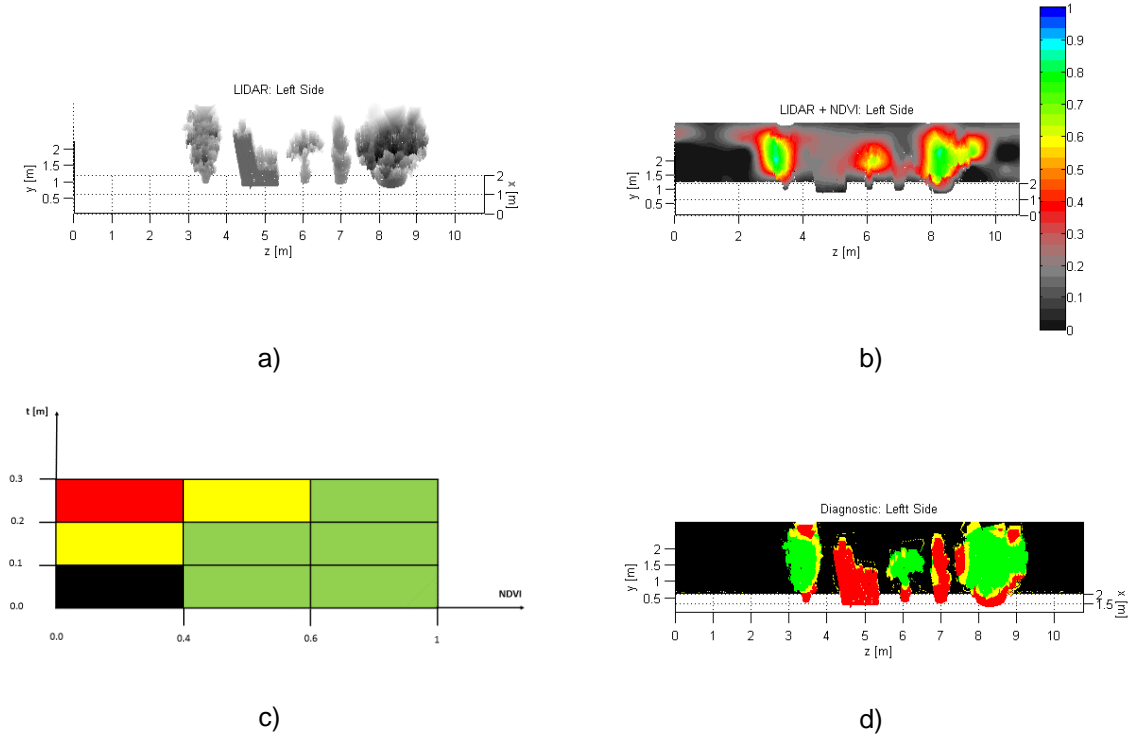 LIDAR: Left Side
2
1.5
1
0.5
y [m]
2
1
0
x [m]
0 1 2 3 4 5 6 7 8 9 10
z [m]
a)
LIDAR + NDVI: Left Side
2
1.5
1
0.5
y [m]
2
1
0
x [m]
0 2 4 6 8 10
z [m]
1
0.9
0.8
0.7
0.6
0.5
0.4
0.3
0.2
0.1
0
b)
t [m]
0.3
0.2
0.1
0.0
NDVI
0.0 0.4 0.6 1
c)
Diagnostic: Leftt Side
2
1.5
1
0.5
y [m]
2
1.5
x [m]
0 1 2 3 4 5 6 7 8 9 10
z [m]
d)